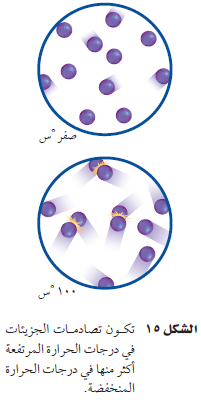 صفر °س
١٠٠ °س
الشكل ١٥ تكون تصادمات الجزيئات
في درجات الحرارة المرتفعة
أكثر منها في درجات الحرارة
المنخفضة.